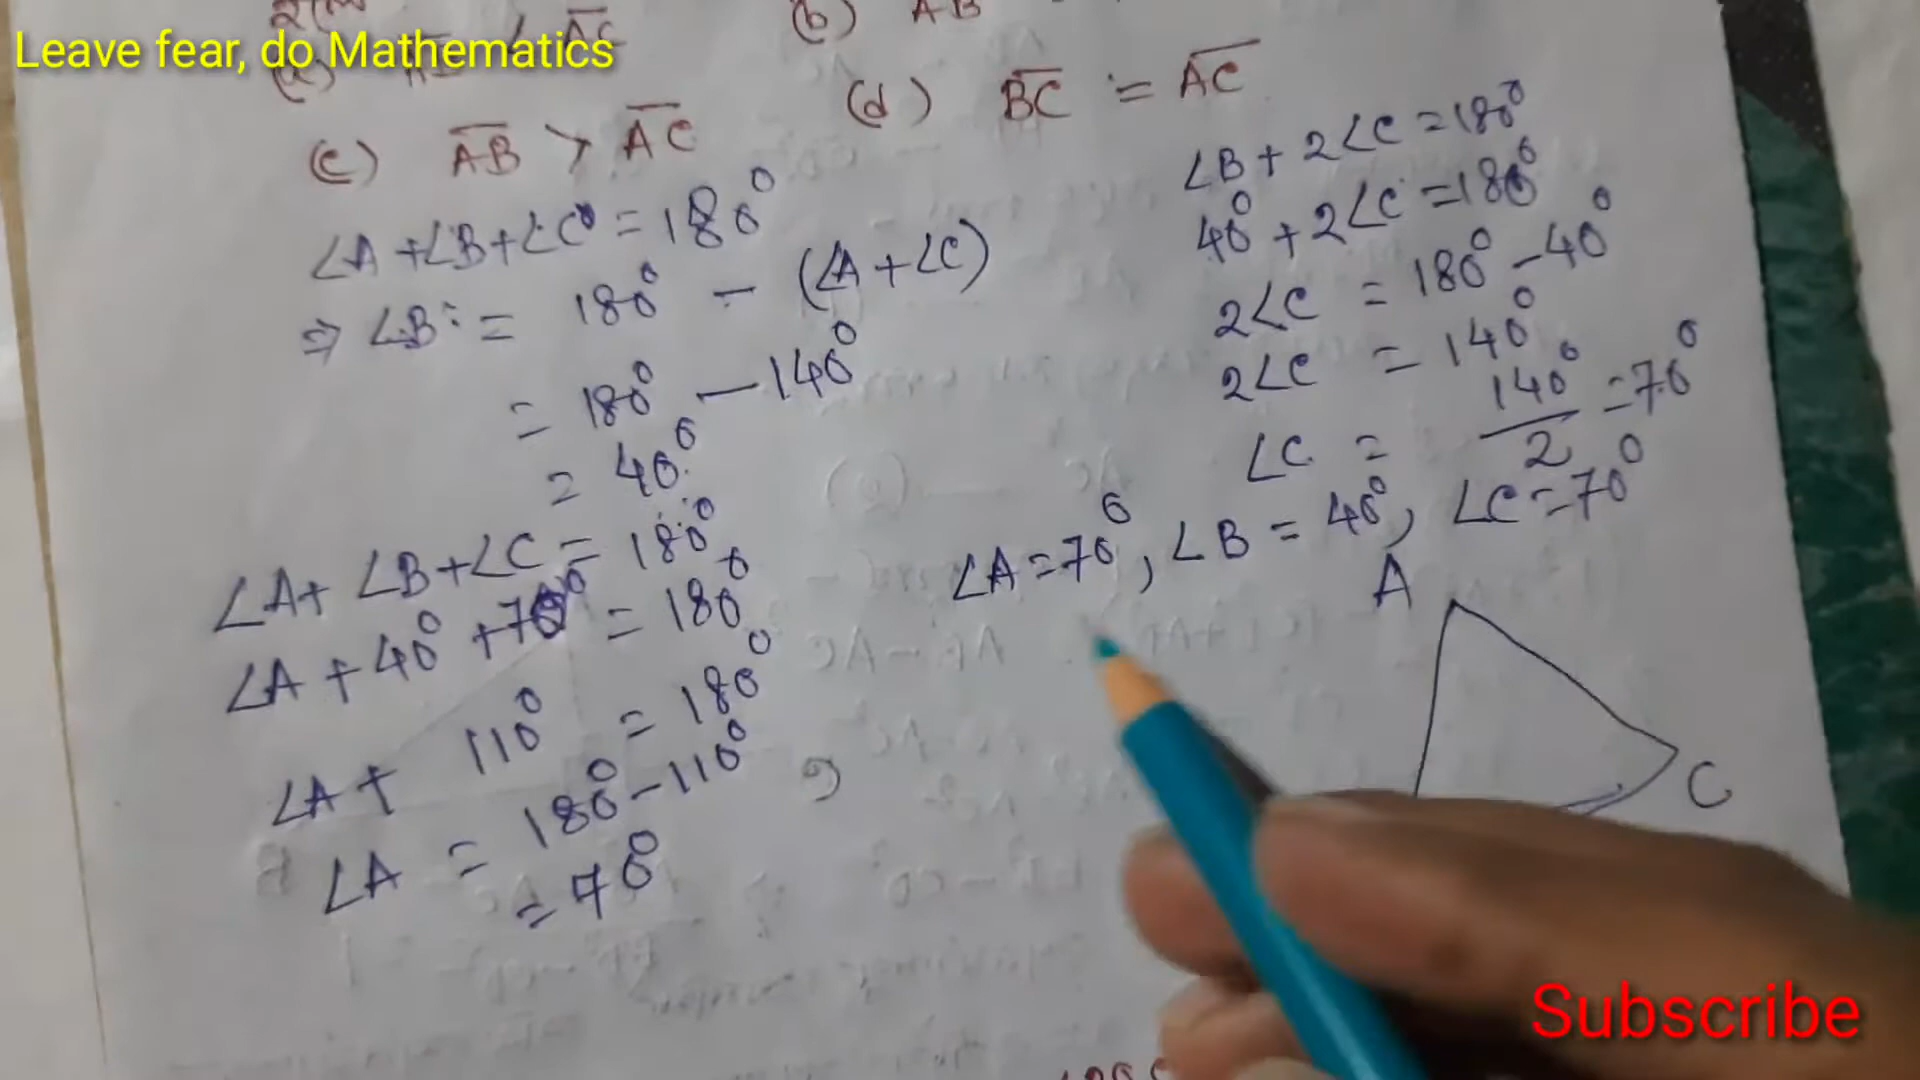 Leave fear, do Mathematics
(b) AB
(d) BC = AC
(c) AB > AC
∠A + ∠B + ∠C = 180°
⇒ ∠B = 180° - (∠A + ∠C)
= 180° - 140°
= 40°
∠A + ∠B + ∠C = 180°
∠A + 40° + 70° = 180°
∠A + 110° = 180°
∠A = 180° - 110°
= 70°
∠B + 2∠C = 180°
40° + 2∠C = 180°
2∠C = 180° - 40°
2∠C = 140°
∠C = 140°/2 = 70°
∠A = 70°, ∠B = 40°, ∠C = 70°
A
C
Subscribe